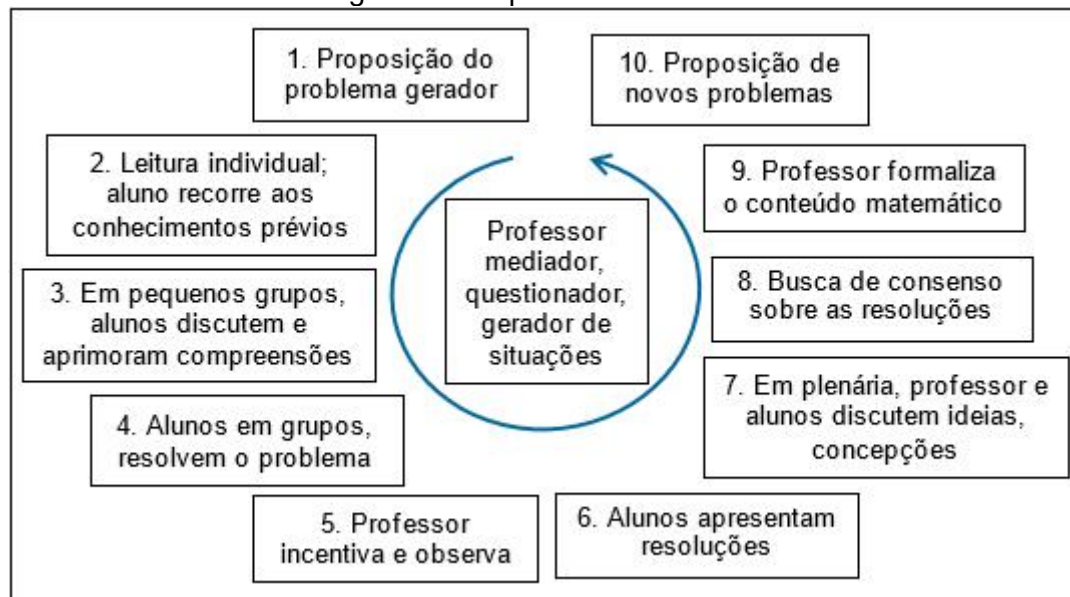 1. Proposição do
problema gerador
2. Leitura individual;
aluno recorre aos
conhecimentos prévios
3. Em pequenos grupos,
alunos discutem e
aprimoram compreensões
4. Alunos em grupos,
resolvem o problema
5. Professor
incentiva e observa
6. Alunos apresentam
resoluções
7. Em plenária, professor e
alunos discutem ideias,
concepções
8. Busca de consenso
sobre as resoluções
9. Professor formaliza
o conteúdo matemático
10. Proposição de
novos problemas
Professor
mediador,
questionador,
gerador de
situações